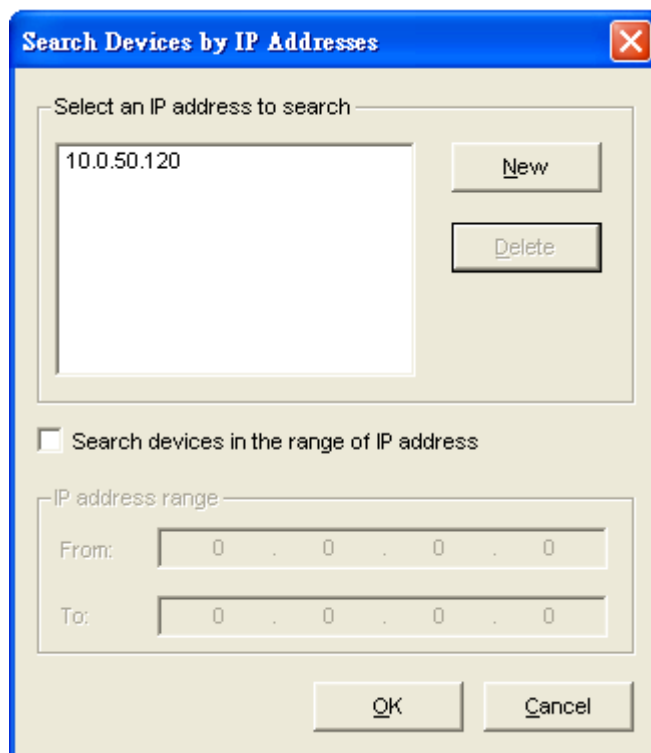 Search Devices by IP Addresses
Select an IP address to search
10.0.50.120
New
Delete
Search devices in the range of IP address
IP address range
From: 0 . 0 . 0 . 0
To: 0 . 0 . 0 . 0
OK Cancel